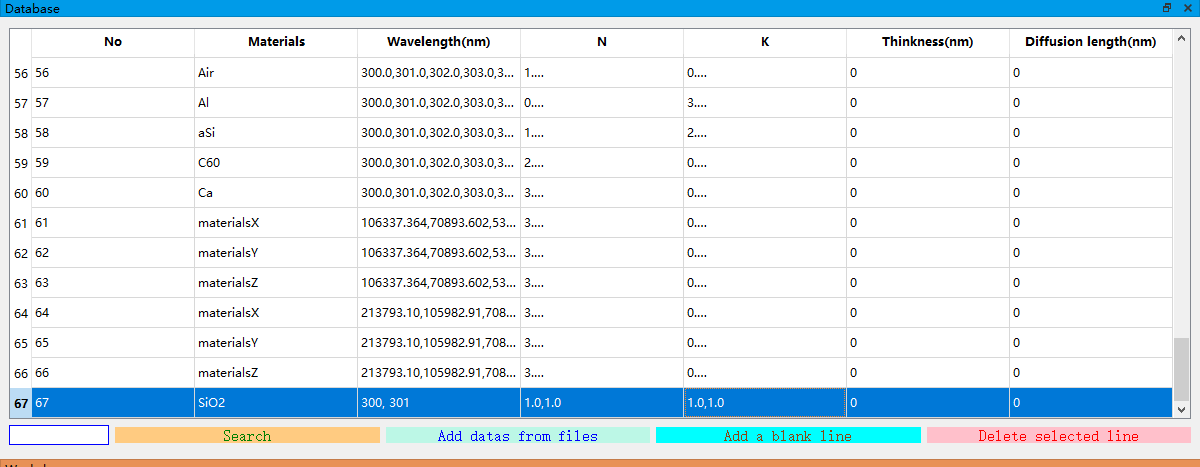 Database
No Materials Wavelength(nm) N K Thinkness(nm) Diffusion length(nm)
56 56 Air 300.0,301.0,302.0,303.0,3... 1.... 0.... 0 0
57 57 Al 300.0,301.0,302.0,303.0,3... 0.... 3.... 0 0
58 58 aSi 300.0,301.0,302.0,303.0,3... 1.... 2.... 0 0
59 59 C60 300.0,301.0,302.0,303.0,3... 2.... 0.... 0 0
60 60 Ca 300.0,301.0,302.0,303.0,3... 3.... 0.... 0 0
61 61 materialsX 106337.364,70893.602,53... 3.... 0.... 0 0
62 62 materialsY 106337.364,70893.602,53... 3.... 0.... 0 0
63 63 materialsZ 106337.364,70893.602,53... 3.... 0.... 0 0
64 64 materialsX 213793.10,105982.91,708... 3.... 0.... 0 0
65 65 materialsY 213793.10,105982.91,708... 3.... 0.... 0 0
66 66 materialsZ 213793.10,105982.91,708... 3.... 0.... 0 0
67 67 SiO2 300, 301 1.0,1.0 1.0,1.0 0 0
Search Add datas from files Add a blank line Delete selected line